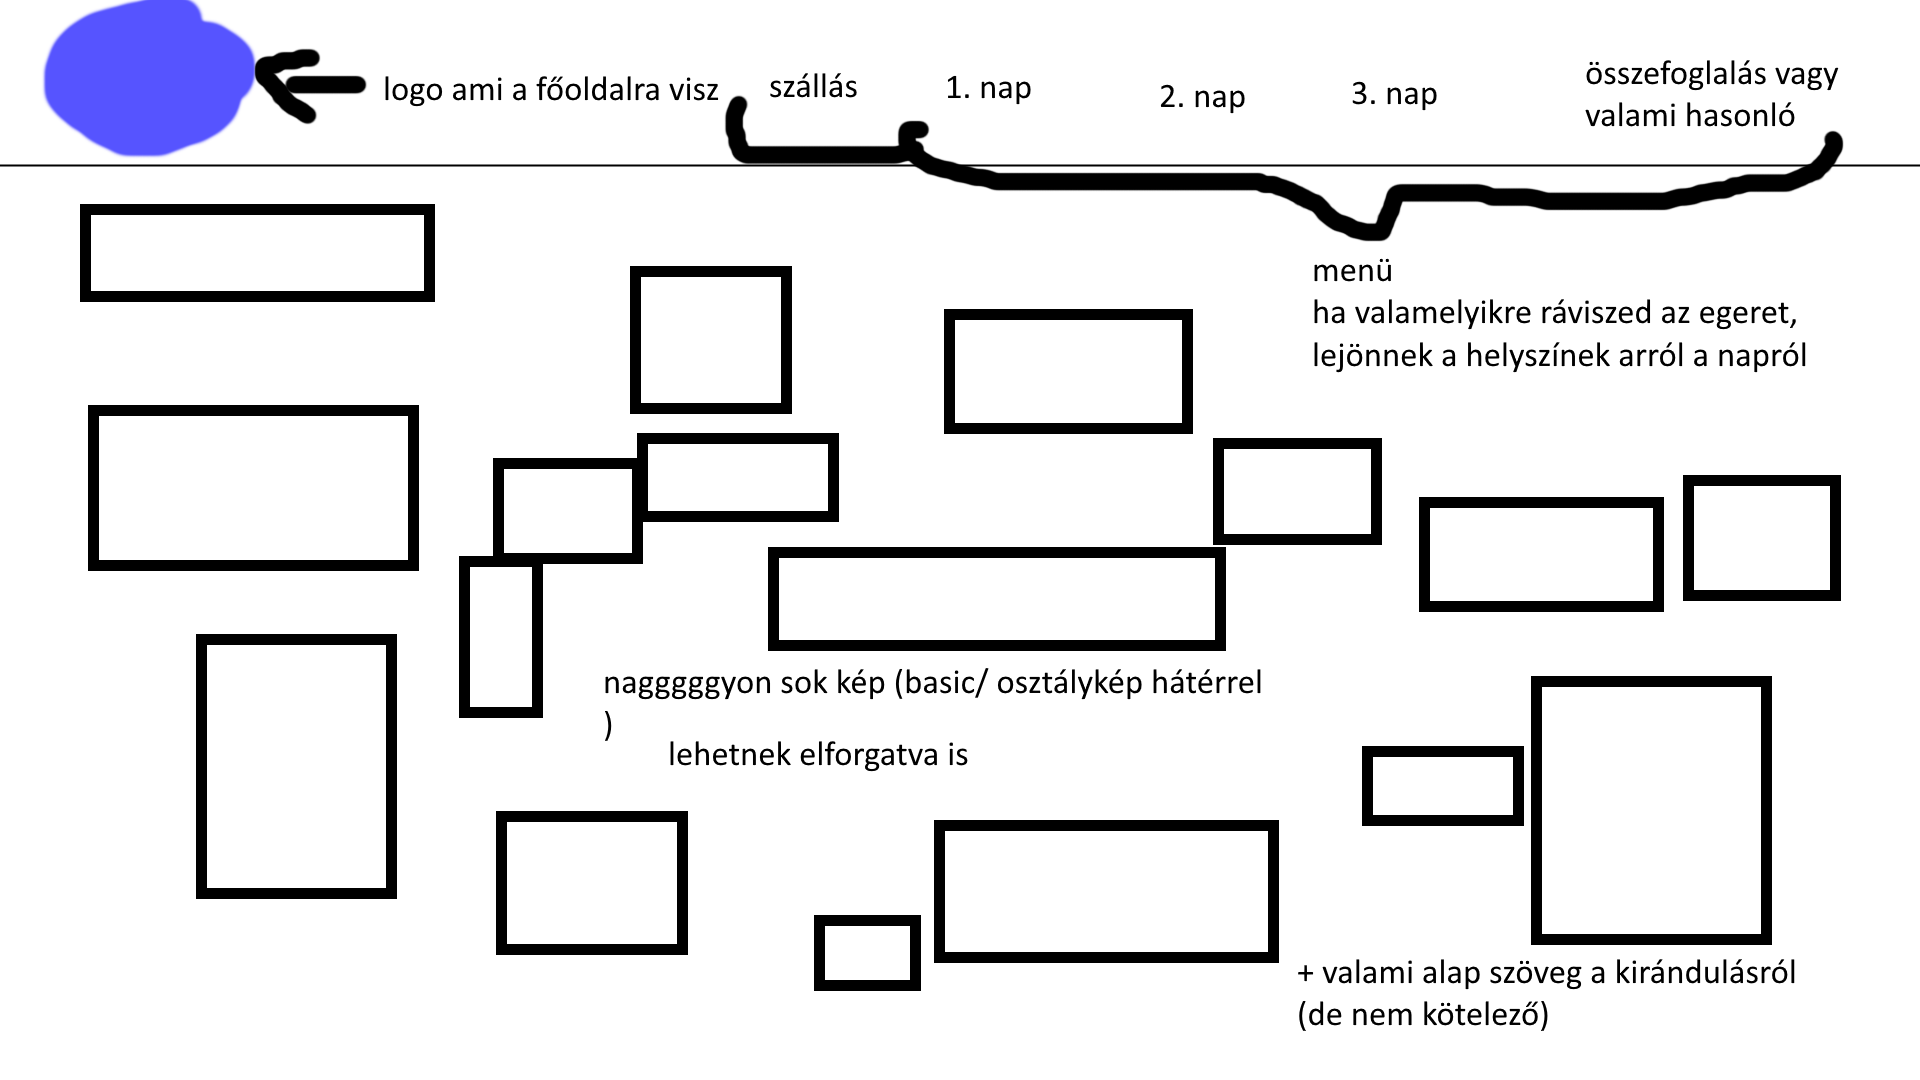 logo ami a főoldalra visz
szállás
1. nap
2. nap
3. nap
összefoglalás vagy
valami hasonló
menü
ha valamelyikre ráviszed az egeret,
lejönnek a helyszínek arról a napról
nagggggyon sok kép (basic/ osztálykép hátérrel
)
lehetnek elforgatva is
+ valami alap szöveg a kirándulásról
(de nem kötelező)